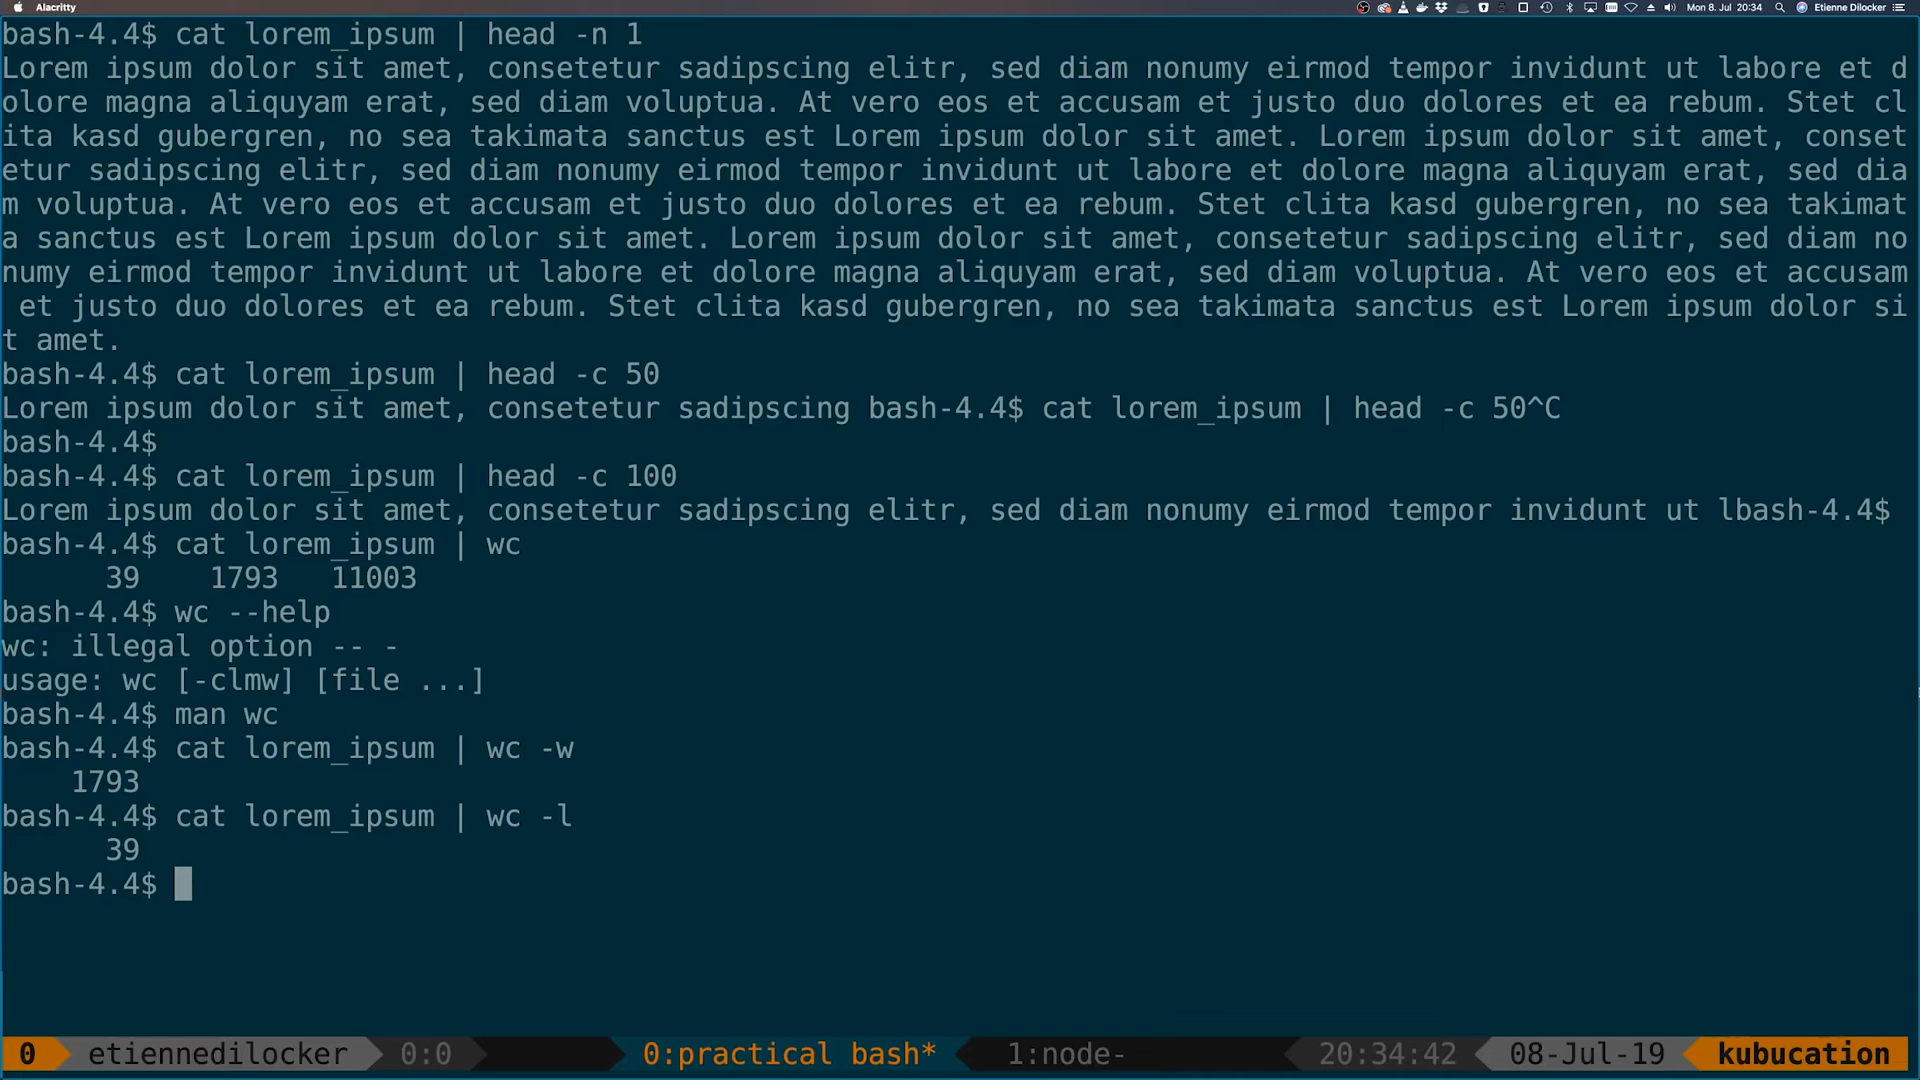 Alacritty
Mon 8. Jul 20:34
Etienne Dilocker
bash-4.4$ cat lorem_ipsum | head -n 1
Lorem ipsum dolor sit amet, consetetur sadipscing elitr, sed diam nonumy eirmod tempor invidunt ut labore et d
olore magna aliquyam erat, sed diam voluptua. At vero eos et accusam et justo duo dolores et ea rebum. Stet cl
ita kasd gubergren, no sea takimata sanctus est Lorem ipsum dolor sit amet. Lorem ipsum dolor sit amet, conset
etur sadipscing elitr, sed diam nonumy eirmod tempor invidunt ut labore et dolore magna aliquyam erat, sed dia
m voluptua. At vero eos et accusam et justo duo dolores et ea rebum. Stet clita kasd gubergren, no sea takimat
a sanctus est Lorem ipsum dolor sit amet. Lorem ipsum dolor sit amet, consetetur sadipscing elitr, sed diam no
numy eirmod tempor invidunt ut labore et dolore magna aliquyam erat, sed diam voluptua. At vero eos et accusam
 et justo duo dolores et ea rebum. Stet clita kasd gubergren, no sea takimata sanctus est Lorem ipsum dolor si
t amet.
bash-4.4$ cat lorem_ipsum | head -c 50
Lorem ipsum dolor sit amet, consetetur sadipscing bash-4.4$ cat lorem_ipsum | head -c 50^C
bash-4.4$
bash-4.4$ cat lorem_ipsum | head -c 100
Lorem ipsum dolor sit amet, consetetur sadipscing elitr, sed diam nonumy eirmod tempor invidunt ut lbash-4.4$
bash-4.4$ cat lorem_ipsum | wc
      39    1793   11003
bash-4.4$ wc --help
wc: illegal option -- -
usage: wc [-clmw] [file ...]
bash-4.4$ man wc
bash-4.4$ cat lorem_ipsum | wc -w
    1793
bash-4.4$ cat lorem_ipsum | wc -l
      39
bash-4.4$
0 etiennedilocker 0:0 0:practical bash* 1:node- 20:34:42 08-Jul-19 kubucation